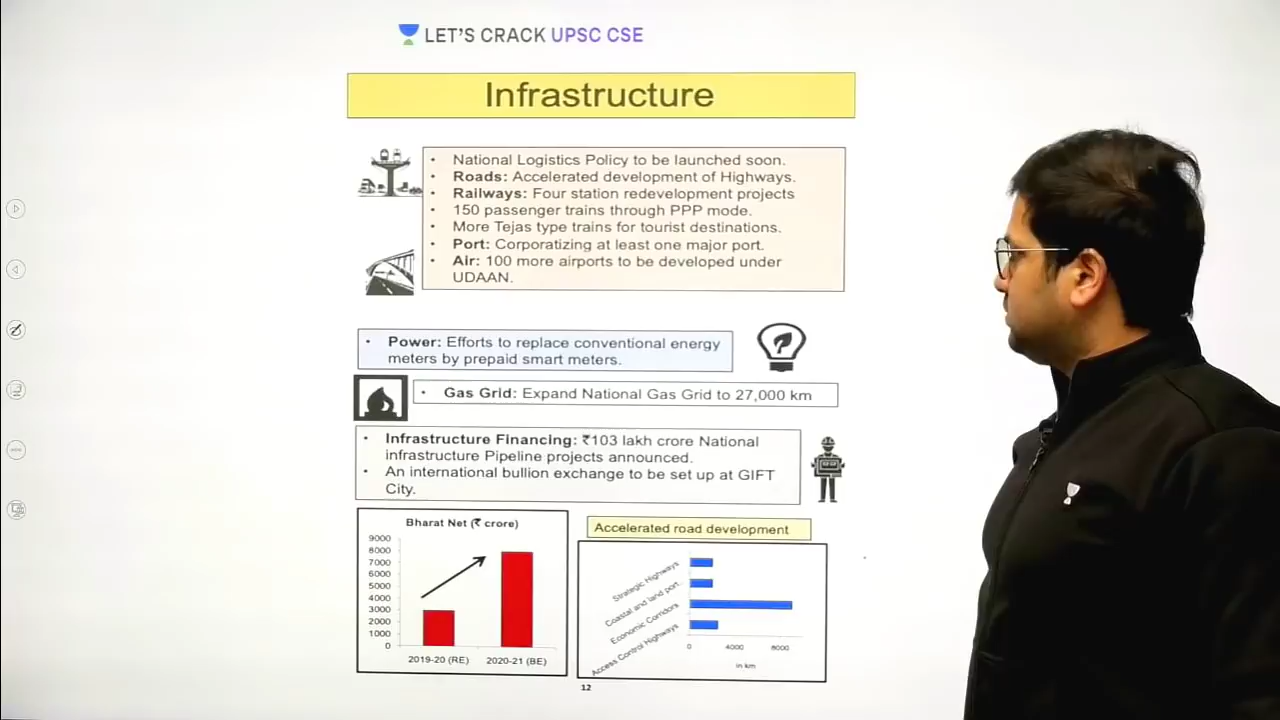 LET'S CRACK UPSC CSE
Infrastructure
• National Logistics Policy to be launched soon.
• Roads: Accelerated development of Highways.
• Railways: Four station redevelopment projects
• 150 passenger trains through PPP mode.
• More Tejas type trains for tourist destinations.
• Port: Corporatizing at least one major port.
• Air: 100 more airports to be developed under
UDAAN.
• Power: Efforts to replace conventional energy
meters by prepaid smart meters.
• Gas Grid: Expand National Gas Grid to 27,000 km
• Infrastructure Financing: ₹103 lakh crore National
infrastructure Pipeline projects announced.
• An international bullion exchange to be set up at GIFT
City.
Bharat Net (₹ crore)
9000
8000
7000
6000
5000
4000
3000
2000
1000
0
2019-20 (RE) 2020-21 (BE)
Accelerated road development
Strategic Highways
Coastal and land port..
Economic Corridors
Access Control Highways
0 4000 8000
in km
12